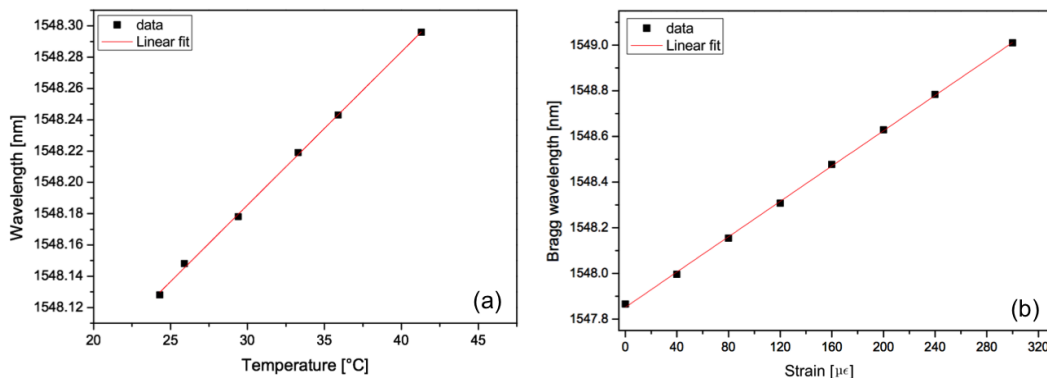 data
Linear fit
1548.30
1548.28
1548.26
1548.24
1548.22
1548.20
1548.18
1548.16
1548.14
1548.12
Wavelength [nm]
20 25 30 35 40 45
Temperature [°C]
(a)
data
Linear fit
1549.0
1548.8
1548.6
1548.4
1548.2
1548.0
1547.8
Bragg wavelength [nm]
0 40 80 120 160 200 240 280 320
Strain [με]
(b)